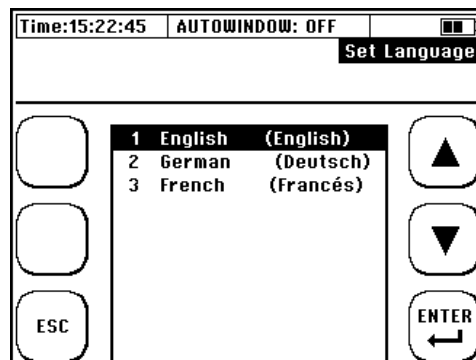 Time:15:22:45 AUTOWINDOW: OFF
Set Language
1 English (English)
2 German (Deutsch)
3 French (Francés)
ESC
ENTER